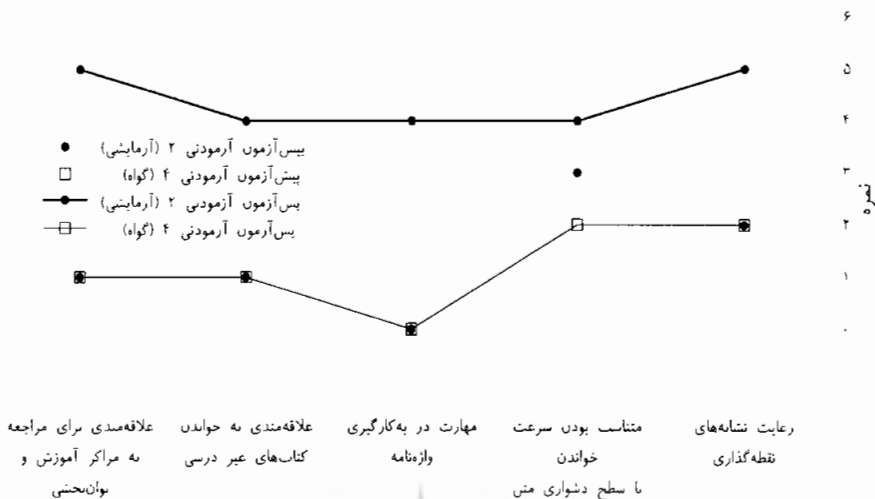 ۶
۵
۴
۳
۲
۱
۰
نمره
پیش‌آزمون آزمودنی ۲ (آزمایشی)
پیش‌آزمون آزمودنی ۴ (گواه)
پس‌آزمون آزمودنی ۲ (آزمایشی)
پس‌آزمون آزمودنی ۴ (گواه)
رعایت نشانه‌های
نقطه‌گذاری
متناسب بودن سرعت
خواندن
با سطح دشواری متن
مهارت در به‌کارگیری
واژه‌نامه
علاقه‌مندی به خواندن
کتاب‌های غیر درسی
علاقه‌مندی برای مراجعه
به مراکز آموزش و
توان‌بخشی